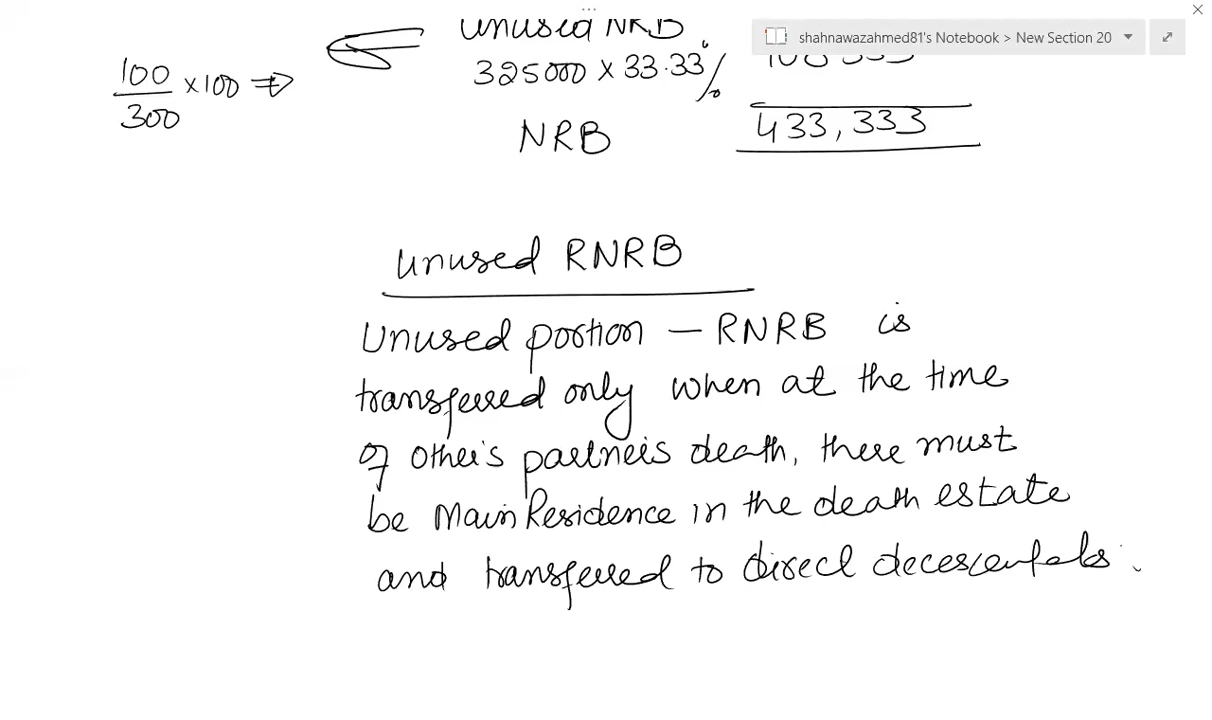 unused NRB
shahnawazahmed81's Notebook > New Section 20
100/300 × 100 ⇒
325000 × 33.33%
NRB
433,333
unused RNRB
Unused portion — RNRB is
transferred only when at the time
of other's partner's death, there must
be Main Residence in the death estate
and transferred to direct